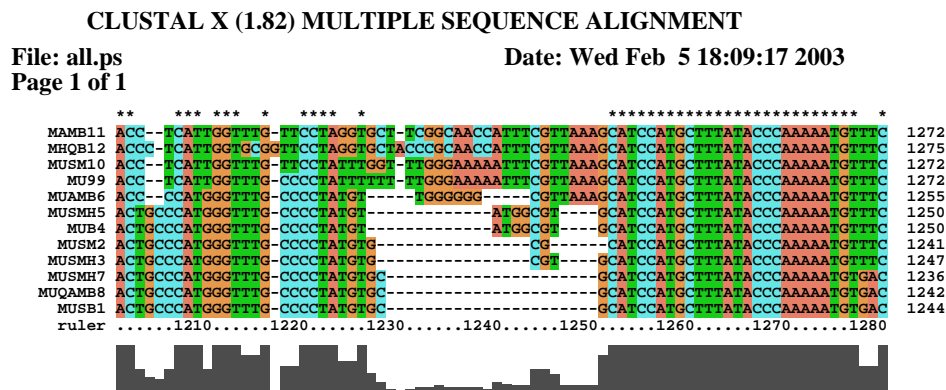 CLUSTAL X (1.82) MULTIPLE SEQUENCE ALIGNMENT
File: all.ps
Date: Wed Feb 5 18:09:17 2003
Page 1 of 1
** *** *** * **** * ************************** *
MAMB11 ACC--TCATTGGTTTG-TTCCTAGGTGCT-TCGGCAACCATTTCGTTAAAGCATCCATGCTTTATACCCAAAAATGTTTC 1272
MHQB12 ACCC-TCATTGGTGCGGTTCCTAGGTGCTACCCGCAACCATTTCGTTAAAGCATCCATGCTTTATACCCAAAAATGTTTC 1275
MUSM10 ACC--TCATTGGTTTG-TTCCTATTTGGT-TTGGGAAAAATTTCGTTAAAGCATCCATGCTTTATACCCAAAAATGTTTC 1272
MU99 ACC--TCATTGGTTTG-CCCCTATTTTTT-TTGGGAAAAATTTCGTTAAAGCATCCATGCTTTATACCCAAAAATGTTTC 1272
MUAMB6 ACC--CCATGGGTTTG-CCCCTATGT-----TGGGGGG-----CGTTAAAGCATCCATGCTTTATACCCAAAAATGTTTC 1255
MUSMH5 ACTGCCCATGGGTTTG-CCCCTATGT-------------ATGGCGT----GCATCCATGCTTTATACCCAAAAATGTTTC 1250
MUB4 ACTGCCCATGGGTTTG-CCCCTATGT-------------ATGGCGT----GCATCCATGCTTTATACCCAAAAATGTTTC 1250
MUSM2 ACTGCCCATGGGTTTG-CCCCTATGTG----------------CG------CATCCATGCTTTATACCCAAAAATGTTTC 1241
MUSMH3 ACTGCCCATGGGTTTG-CCCCTATGTG----------------CGT----GCATCCATGCTTTATACCCAAAAATGTTTC 1247
MUSMH7 ACTGCCCATGGGTTTG-CCCCTATGTGC----------------------GCATCCATGCTTTATACCCAAAAATGTGAC 1236
MUQAMB8 ACTGCCCATGGGTTTG-CCCCTATGTGC----------------------GCATCCATGCTTTATACCCAAAAATGTGAC 1242
MUSB1 ACTGCCCATGGGTTTG-CCCCTATGTGC----------------------GCATCCATGCTTTATACCCAAAAATGTGAC 1244
ruler ......1210......1220......1230......1240......1250......1260......1270......1280